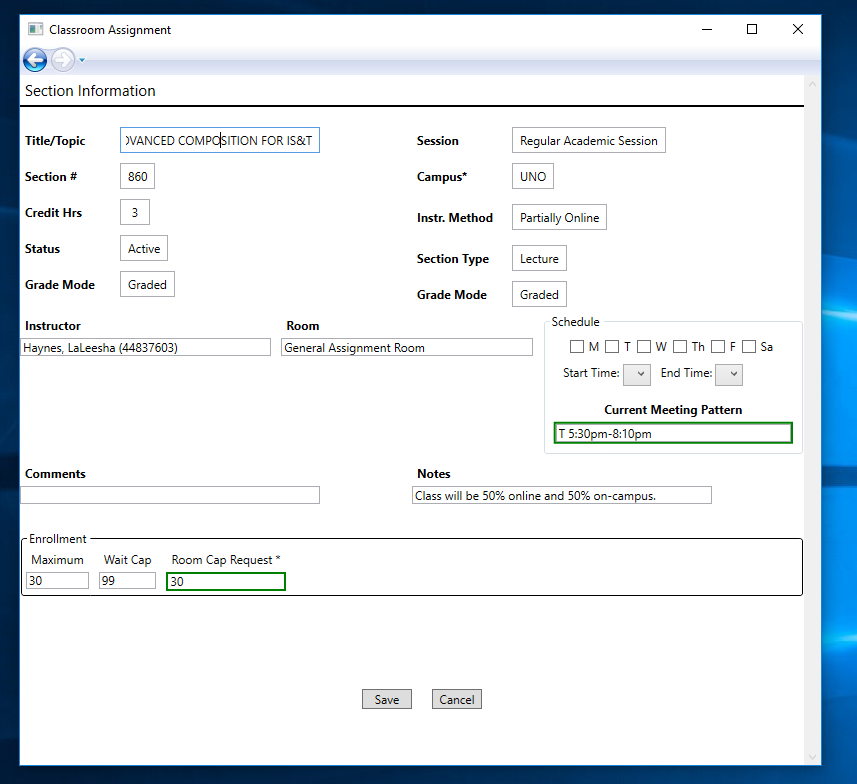 Classroom Assignment
Section Information
Title/Topic DVANCED COMPOSITION FOR IS&T
Session Regular Academic Session
Section # 860
Campus* UNO
Credit Hrs 3
Instr. Method Partially Online
Status Active
Section Type Lecture
Grade Mode Graded
Grade Mode Graded
Instructor
Haynes, LaLeesha (44837603)
Room
General Assignment Room
Schedule
M T W Th F Sa
Start Time: End Time:
Current Meeting Pattern
T 5:30pm-8:10pm
Comments
Notes
Class will be 50% online and 50% on-campus.
Enrollment
Maximum Wait Cap Room Cap Request *
30 99 30
Save Cancel